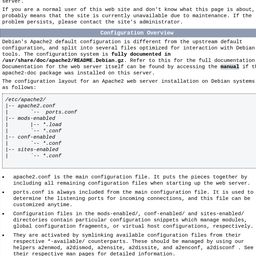 server.
If you are a normal user of this web site and don't know what this page is about,
probably means that the site is currently unavailable due to maintenance. If the
problem persists, please contact the site's administrator.
Configuration Overview
Debian's Apache2 default configuration is different from the upstream default
configuration, and split into several files optimized for interaction with Debian
tools. The configuration system is fully documented in
/usr/share/doc/apache2/README.Debian.gz. Refer to this for the full documentation
Documentation for the web server itself can be found by accessing the manual if th
apache2-doc package was installed on this server.
The configuration layout for an Apache2 web server installation on Debian systems
as follows:
/etc/apache2/
|-- apache2.conf
| `-- ports.conf
|-- mods-enabled
| |-- *.load
| `-- *.conf
|-- conf-enabled
| `-- *.conf
|-- sites-enabled
| `-- *.conf
• apache2.conf is the main configuration file. It puts the pieces together by
including all remaining configuration files when starting up the web server.
• ports.conf is always included from the main configuration file. It is used to
determine the listening ports for incoming connections, and this file can be
customized anytime.
• Configuration files in the mods-enabled/, conf-enabled/ and sites-enabled/
directories contain particular configuration snippets which manage modules,
global configuration fragments, or virtual host configurations, respectively.
• They are activated by symlinking available configuration files from their
respective *-available/ counterparts. These should be managed by using our
helpers a2enmod, a2dismod, a2ensite, a2dissite, and a2enconf, a2disconf . See
their respective man pages for detailed information.